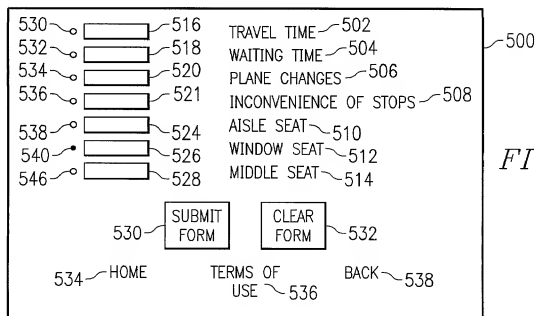 530 516 TRAVEL TIME 502
532 518 WAITING TIME 504
534 520 PLANE CHANGES 506
536 521 INCONVENIENCE OF STOPS 508
538 524 AISLE SEAT 510
540 526 WINDOW SEAT 512
546 528 MIDDLE SEAT 514
500
FI
SUBMIT CLEAR
530 FORM FORM 532
534 HOME TERMS OF BACK 538
USE 536